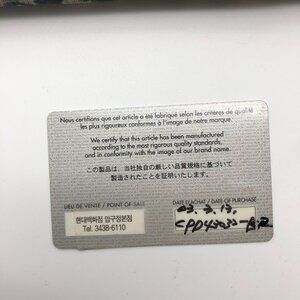 Nous certifions que cet article a été fabriqué selon les critères de qualité
les plus rigoureux conformes à l'image de notre marque.
We certify that this article has been manufactured
according to the most rigorous quality standards,
and in conformity with the image of our brand name.
この製品は、当社独自の厳しい品質規格に基づいて
製造されたことを証明いたします。
LIEU DE VENTE / POINT OF SALE
DATE D'ACHAT / DATE OF PURCHASE
현대백화점 압구정본점
Tel. 3438-6110
03. 3. 13.